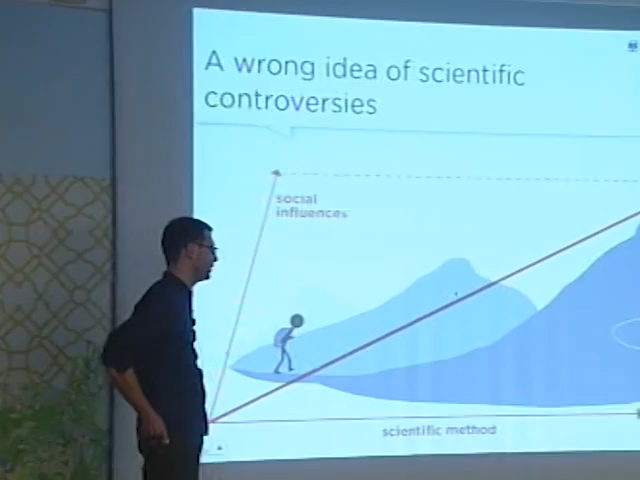 A wrong idea of scientific
controversies
social
influences
scientific method